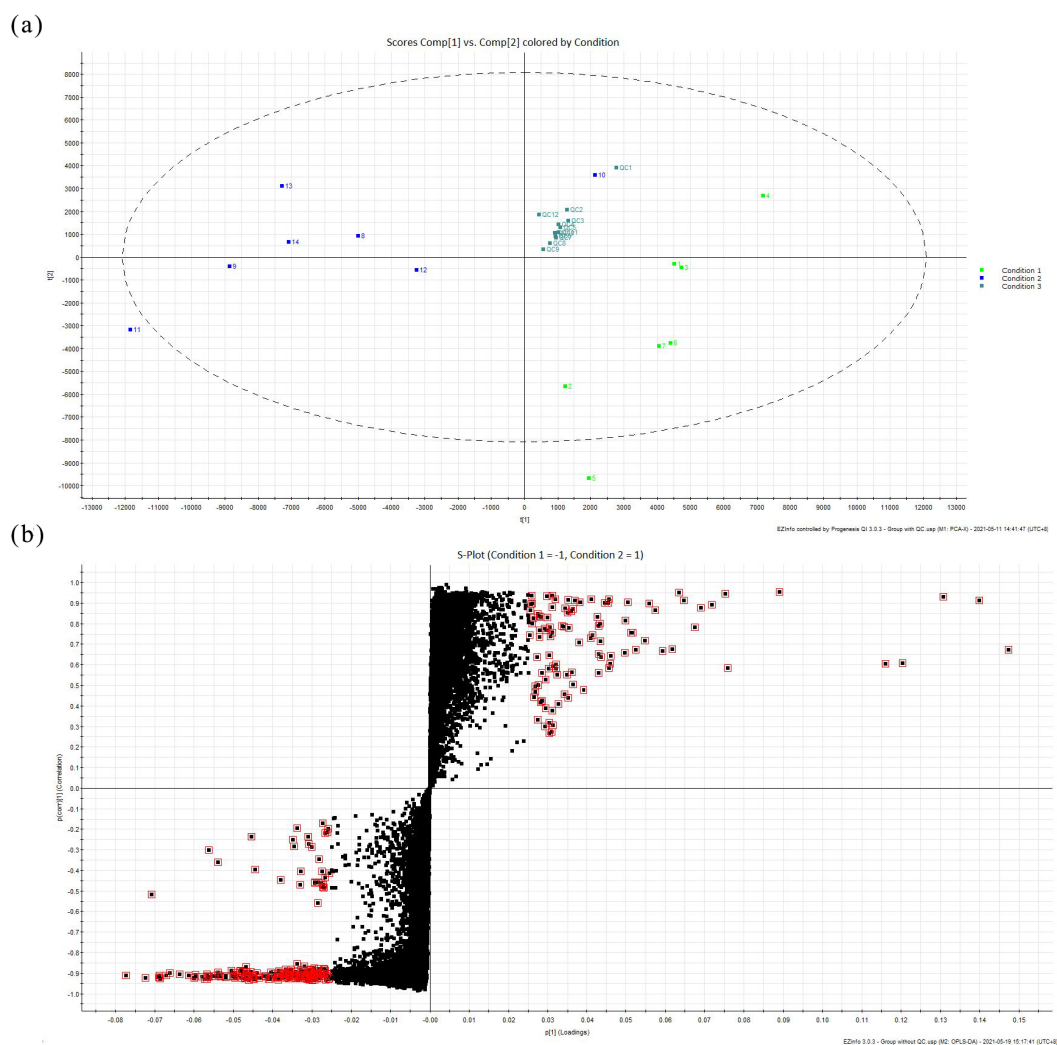 (a)
Scores Comp[1] vs. Comp[2] colored by Condition
8000
7000
6000
5000
4000
3000
2000
1000
0
-1000
-2000
-3000
-4000
-5000
-6000
-7000
-8000
-9000
-10000
t[2]
13
14
8
9
12
11
10
QC1
QC2
QC12
QC3
QC8
QC9
4
1
3
7
6
2
5
Condition 1
Condition 2
Condition 3
-13000 -12000 -11000 -10000 -9000 -8000 -7000 -6000 -5000 -4000 -3000 -2000 -1000 0 1000 2000 3000 4000 5000 6000 7000 8000 9000 10000 11000 12000 13000
t[1]
EZinfo controlled by Progenesis QI 3.0.3 - Group with QC.usp (M1: PCA-X) - 2021-05-11 14:41:47 (UTC+8)
(b)
S-Plot (Condition 1 = -1, Condition 2 = 1)
1.0
0.9
0.8
0.7
0.6
0.5
0.4
0.3
0.2
0.1
0.0
-0.1
-0.2
-0.3
-0.4
-0.5
-0.6
-0.7
-0.8
-0.9
-1.0
p(corr)[1] (Correlation)
-0.08 -0.07 -0.06 -0.05 -0.04 -0.03 -0.02 -0.01 -0.00 0.01 0.02 0.03 0.04 0.05 0.06 0.07 0.08 0.09 0.10 0.11 0.12 0.13 0.14 0.15
p[1] (Loadings)
EZinfo 3.0.3 - Group without QC.usp (M2: OPLS-DA) - 2021-05-19 15:17:41 (UTC+8)